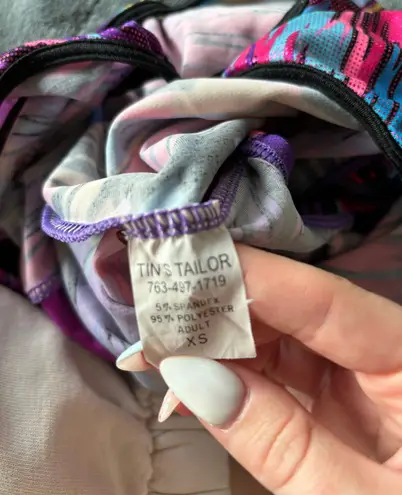 TIN'S TAILOR
763-497-1719
5% SPANDEX
95% POLYESTER
ADULT
XS